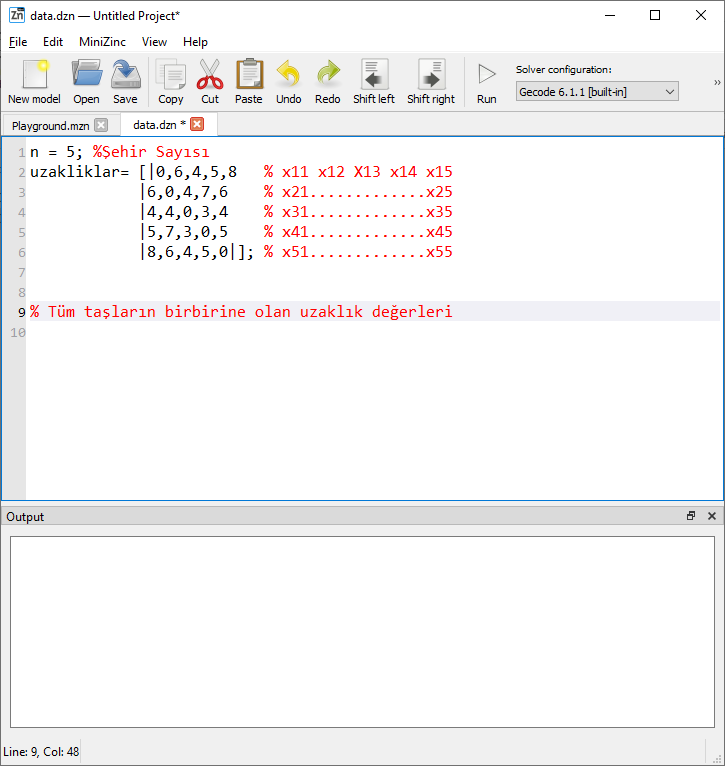 Zn data.dzn — Untitled Project*
File Edit MiniZinc View Help
New model Open Save Copy Cut Paste Undo Redo Shift left Shift right Run
Solver configuration:
Gecode 6.1.1 [built-in]
Playground.mzn data.dzn *
1 n = 5; %Şehir Sayısı
2 uzakliklar= [|0,6,4,5,8 % x11 x12 X13 x14 x15
3 |6,0,4,7,6 % x21.............x25
4 |4,4,0,3,4 % x31.............x35
5 |5,7,3,0,5 % x41.............x45
6 |8,6,4,5,0|]; % x51.............x55
7
8
9 % Tüm taşların birbirine olan uzaklık değerleri
10
Output
Line: 9, Col: 48